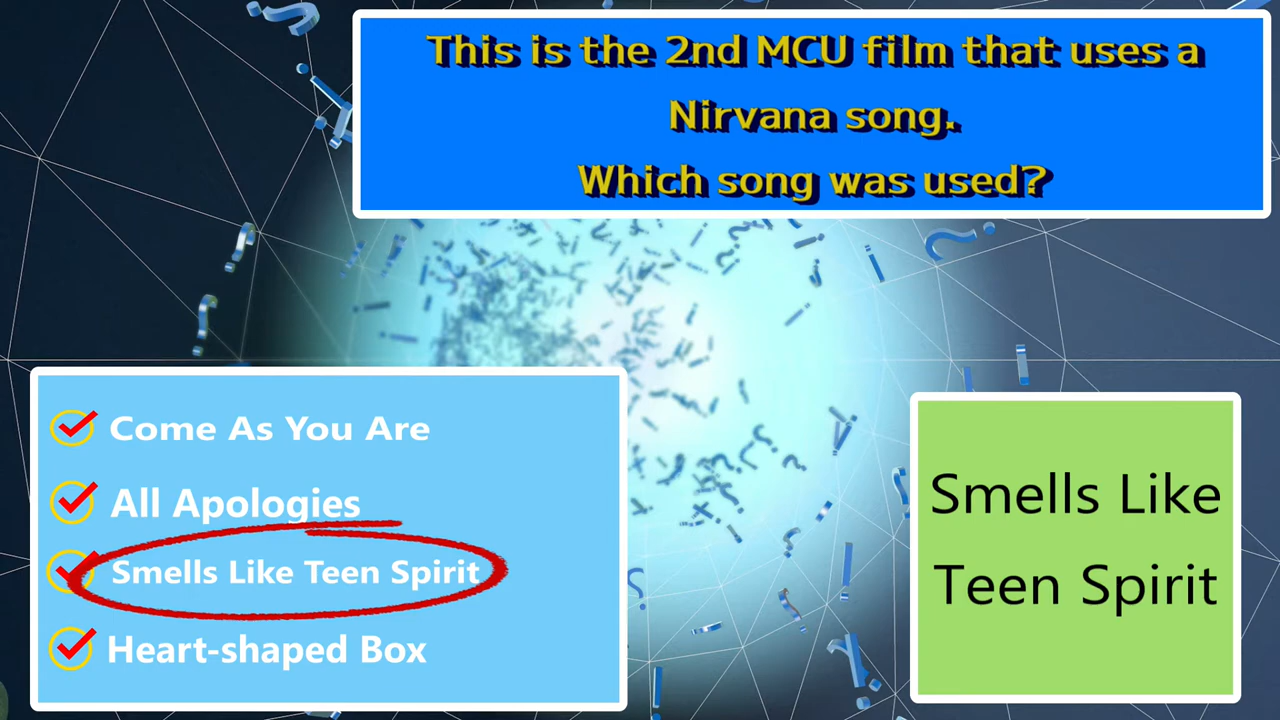 This is the 2nd MCU film that uses a
Nirvana song.
Which song was used?
Come As You Are
All Apologies
Smells Like Teen Spirit
Heart-shaped Box
Smells Like
Teen Spirit